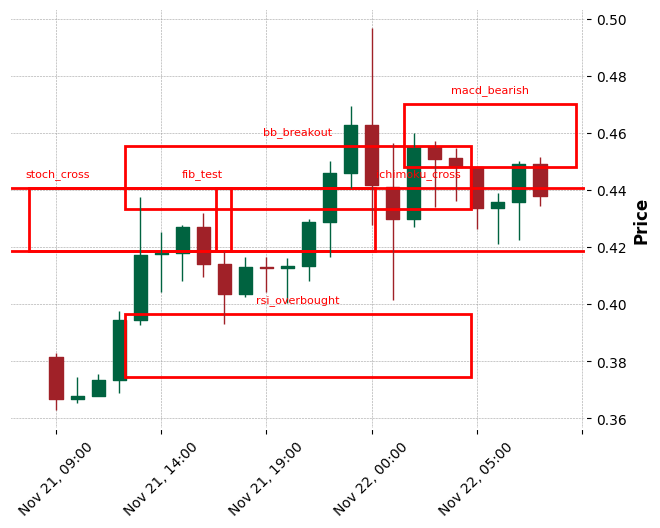 0.50
0.48
macd_bearish
0.46
bb_breakout
stoch_cross
fib_test
chimoku_cross
0.44
0.42
0.40
rsi_overbought
0.38
0.36
Price
Nov 21, 09:00
Nov 21, 14:00
Nov 21, 19:00
Nov 22, 00:00
Nov 22, 05:00